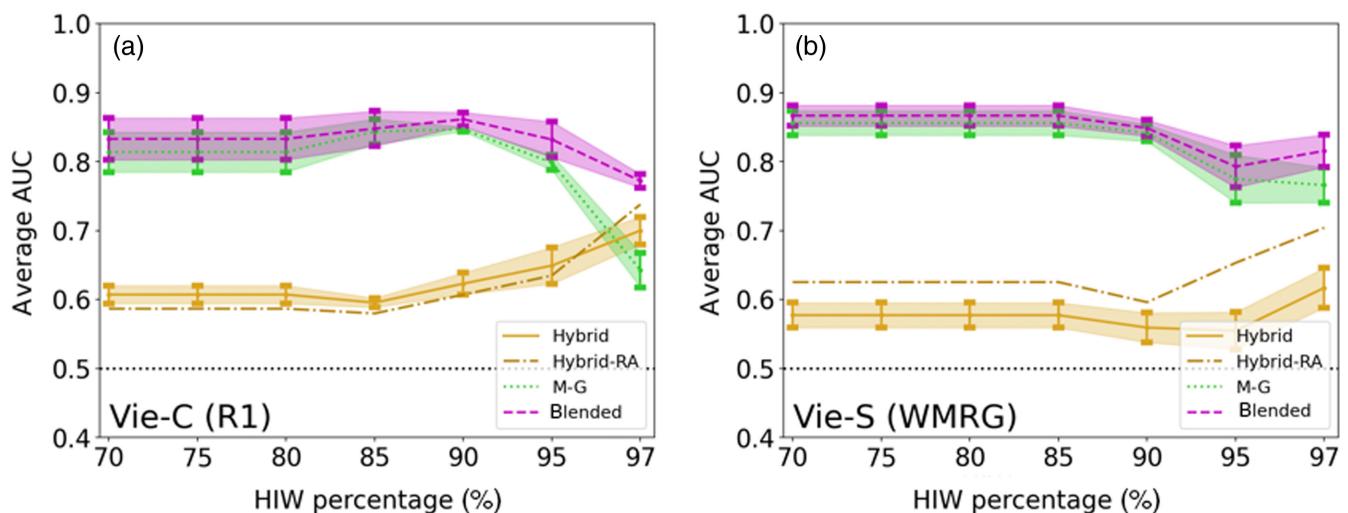 (a)
1.0
0.9
0.8
0.7
0.6
0.5
0.4
Average AUC
Hybrid
Hybrid-RA
M-G
Blended
Vie-C (R1)
70 75 80 85 90 95 97
HIW percentage (%)
(b)
1.0
0.9
0.8
0.7
0.6
0.5
0.4
Average AUC
Hybrid
Hybrid-RA
M-G
Blended
Vie-S (WMRG)
70 75 80 85 90 95 97
HIW percentage (%)